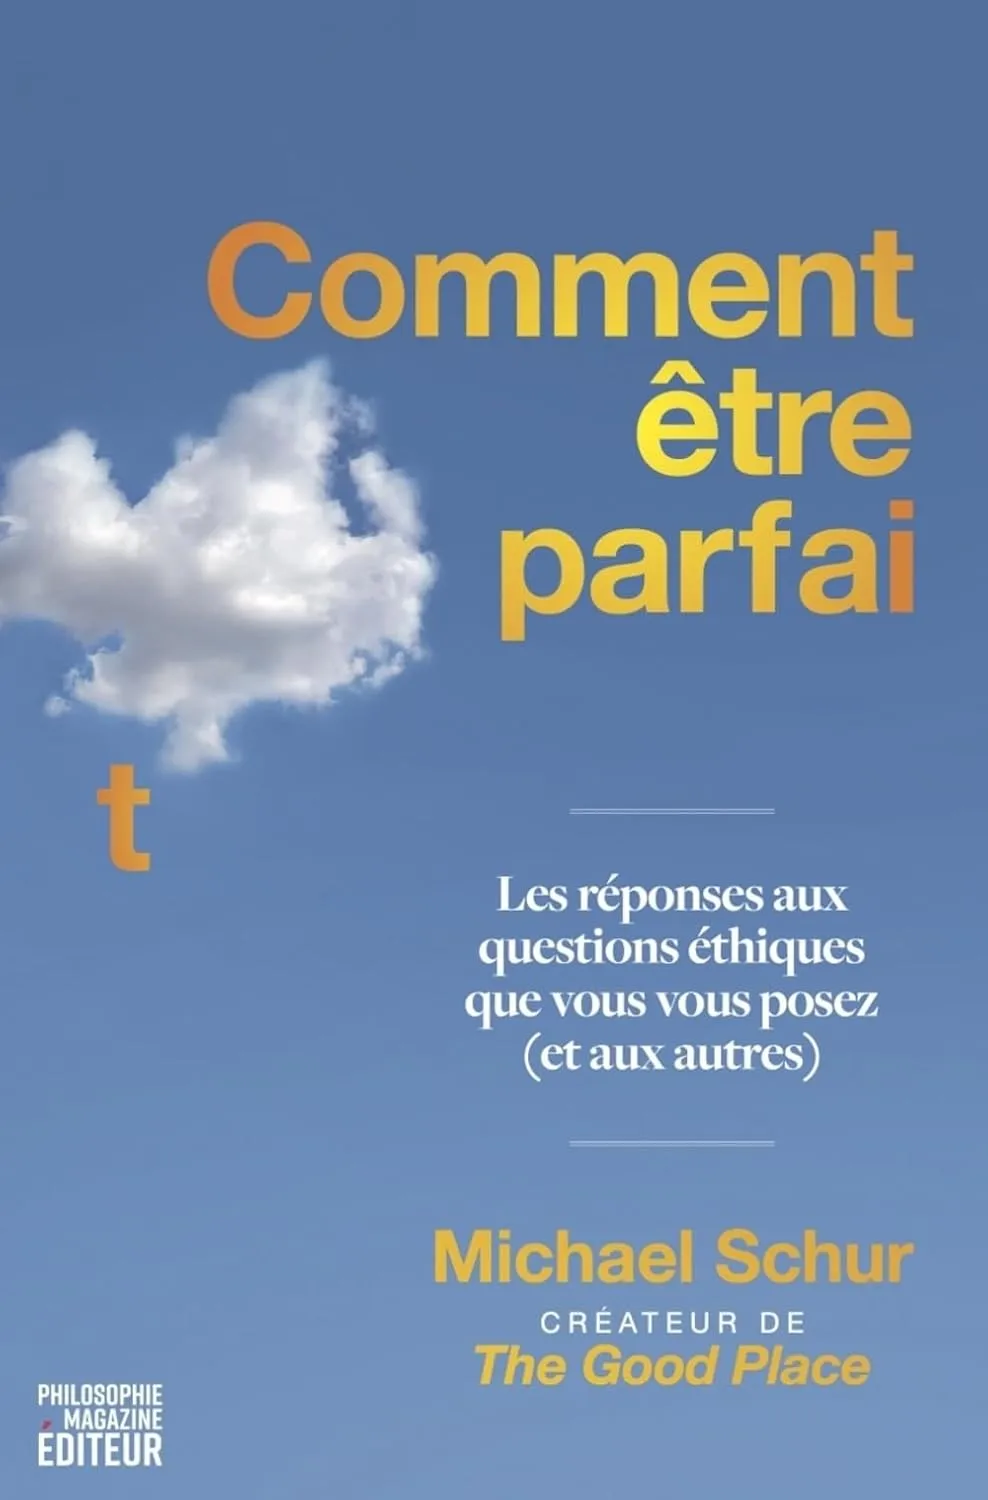 Comment
être
parfai
t
Les réponses aux
questions éthiques
que vous vous posez
(et aux autres)
Michael Schur
CRÉATEUR DE
The Good Place
PHILOSOPHIE
MAGAZINE
ÉDITEUR